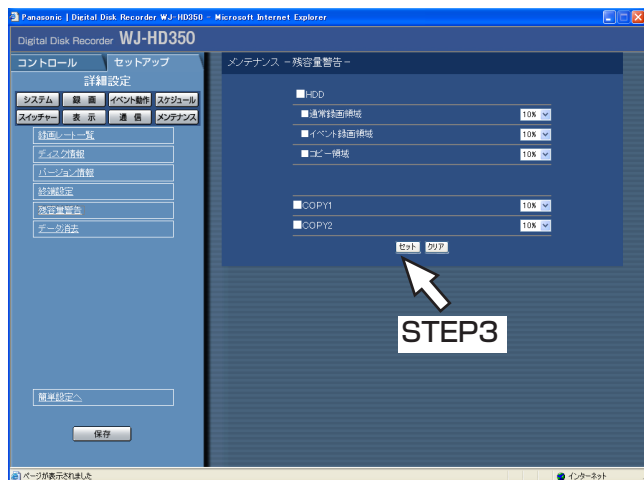 Panasonic | Digital Disk Recorder WJ-HD350 - Microsoft Internet Explorer
Digital Disk Recorder WJ-HD350
コントロール セットアップ
詳細設定
システム 録 画 イベント動作 スケジュール
スイッチャー 表 示 通 信 メンテナンス
録画レート一覧
ディスク情報
バージョン情報
終端設定
残容量警告
データ消去
簡単設定へ
保存
メンテナンス －残容量警告－
HDD
■通常録画領域 10%
■イベント録画領域 10%
■コピー領域 10%
COPY1 10%
COPY2 10%
セット クリア
STEP3
ページが表示されました インターネット